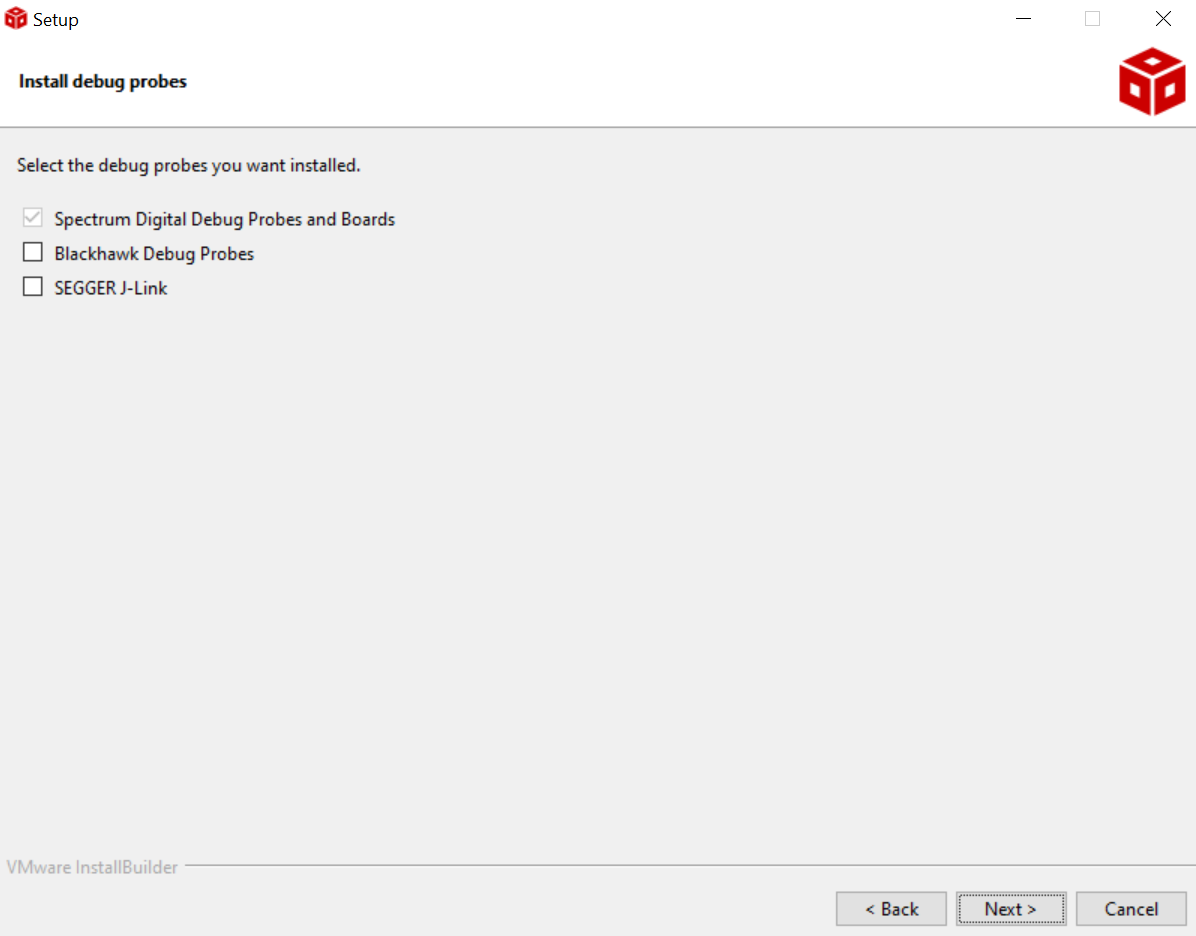 Setup
Install debug probes
Select the debug probes you want installed.
Spectrum Digital Debug Probes and Boards
Blackhawk Debug Probes
SEGGER J-Link
VMware InstallBuilder
< Back Next > Cancel